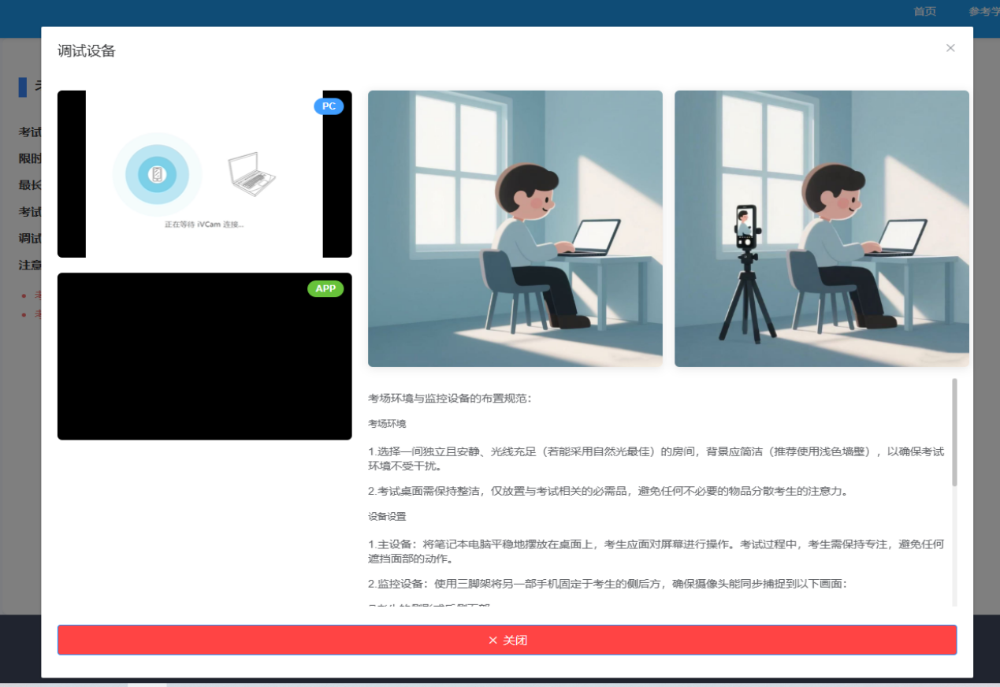 首页
参考学
调试设备
考试
限时
最长
考试
调试
注意
PC
正在等待 iVCam 连接...
APP
考场环境与监控设备的布置规范：
考场环境
1.选择一间独立且安静、光线充足（若能采用自然光最佳）的房间，背景应简洁（推荐使用浅色墙壁），以确保考试
环境不受干扰。
2.考试桌面需保持整洁，仅放置与考试相关的必需品，避免任何不必要的物品分散考生的注意力。
设备设置
1.主设备：将笔记本电脑平稳地摆放在桌面上，考生应面对屏幕进行操作。考试过程中，考生需保持专注，避免任何
遮挡面部的动作。
2.监控设备：使用三脚架将另一部手机固定于考生的侧后方，确保摄像头能同步捕捉到以下画面：
× 关闭